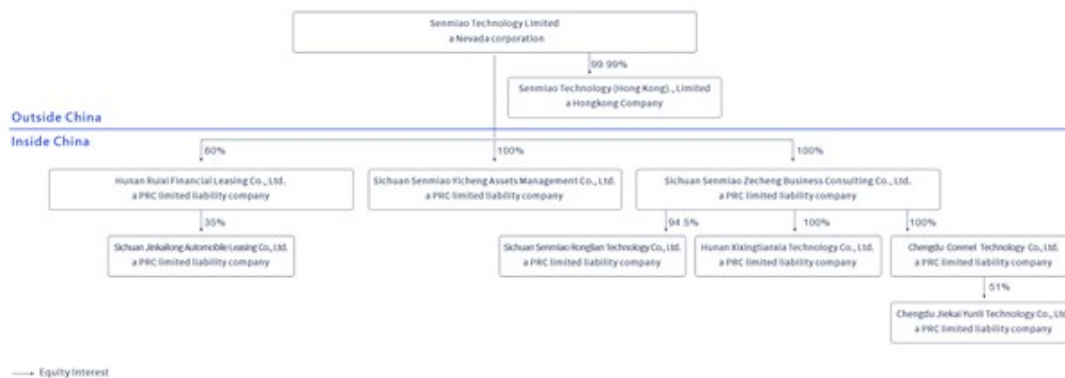 Senmiao Technology Limited
a Nevada corporation
99.99%
Senmiao Technology (Hong Kong)., Limited
a Hongkong Company
Outside China
Inside China
60%
100%
100%
Hunan Ruixi Financial Leasing Co., Ltd.
a PRC limited liability company
Sichuan Senmiao Yicheng Assets Management Co., Ltd.
a PRC limited liability company
Sichuan Senmiao Zecheng Business Consulting Co., Ltd.
a PRC limited liability company
35%
94.5%
100%
100%
Sichuan Jinkailong Automobile Leasing Co., Ltd.
a PRC limited liability company
Sichuan Senmiao Ronglian Technology Co., Ltd.
a PRC limited liability company
Hunan Xixingtianxia Technology Co., Ltd.
a PRC limited liability company
Chengdu Corenel Technology Co., Ltd.
a PRC limited liability company
51%
Chengdu Jiekai Yunli Technology Co., Ltd
a PRC limited liability company
Equity Interest